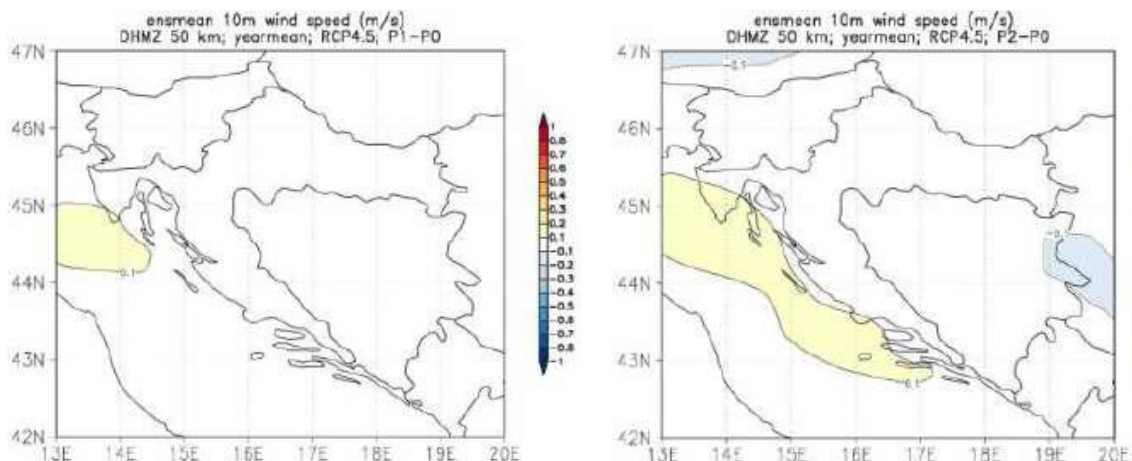 ensmean 10m wind speed (m/s)
DHMZ 50 km; yearmean; RCP4.5; P1-P0
47N
46N
45N
44N
43N
42N
0.1
13E 14E 15E 16E 17E 18E 19E 20E
1
0.8
0.7
0.6
0.5
0.4
0.3
0.2
0.1
-0.1
-0.2
-0.3
-0.4
-0.5
-0.6
-0.7
-0.8
-1
ensmean 10m wind speed (m/s)
DHMZ 50 km; yearmean; RCP4.5; P2-P0
47N
-0.1
46N
45N
44N
43N
0.1
42N
13E 14E 15E 16E 17E 18E 19E 20E